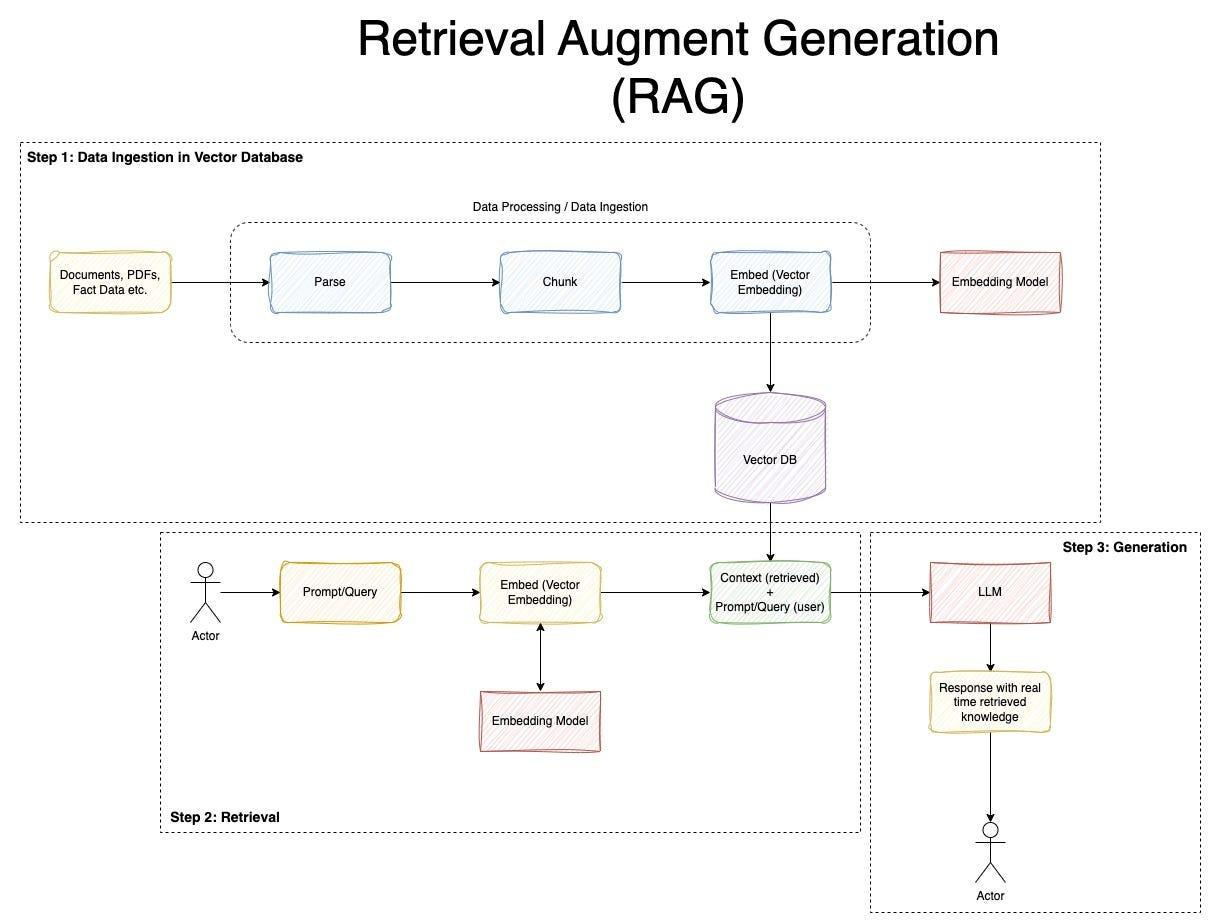 Retrieval Augment Generation
(RAG)
Step 1: Data Ingestion in Vector Database
Data Processing / Data Ingestion
Documents, PDFs,
Fact Data etc.
Parse
Chunk
Embed (Vector
Embedding)
Embedding Model
Vector DB
Actor
Prompt/Query
Embed (Vector
Embedding)
Context (retrieved)
+
Prompt/Query (user)
Embedding Model
Step 2: Retrieval
Step 3: Generation
LLM
Response with real
time retrieved
knowledge
Actor